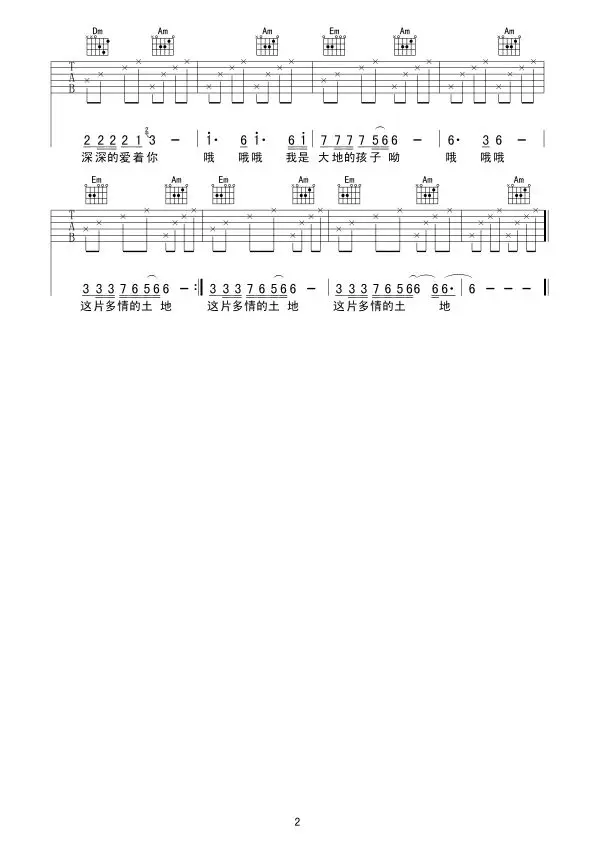 Dm Am Am Em Am Am
T A B
2 2 2 2 1 2 3 – 1· 6 1· 6 1 7 7 7 7 7 5 6 6 – 6· 3 6 –
深深的爱着你 哦 哦哦 我是 大地的孩子 呦 哦 哦哦
Em Am Em Am Em Am Am
T A B
3 3 3 7 6 5 6 6 – :| 3 3 3 7 6 5 6 6 – 3 3 3 7 6 5 6 6 6 6· 6 – – –
这片多情的土 地 这片多情的土 地 这片多情的土 地
2